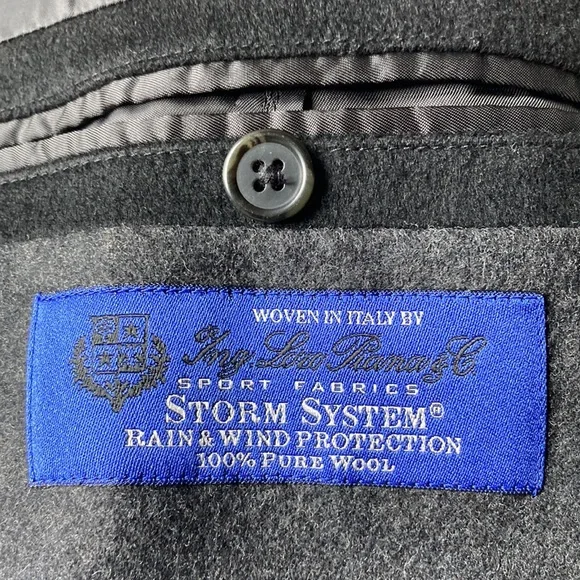 WOVEN IN ITALY BY
Ing. Loro Piana & C.
SPORT FABRICS
STORM SYSTEM®
RAIN & WIND PROTECTION
100% PURE WOOL